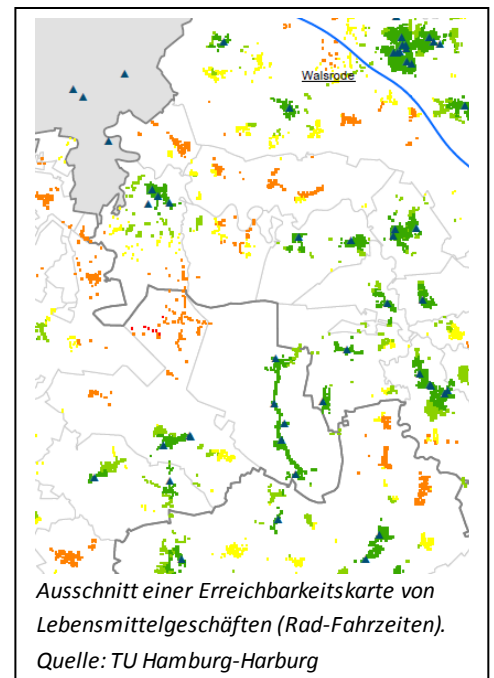 Walsrode
Ausschnitt einer Erreichbarkeitskarte von
Lebensmittelgeschäften (Rad-Fahrzeiten).
Quelle: TU Hamburg-Harburg